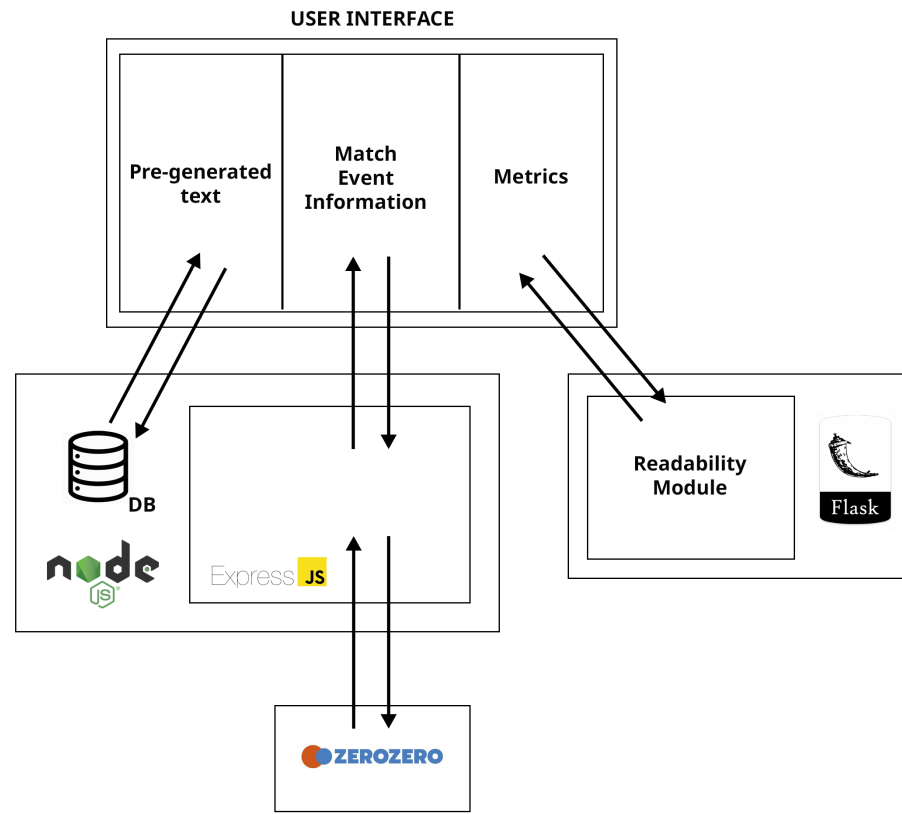 USER INTERFACE
Pre-generated
text
Match
Event
Information
Metrics
DB
node
JS
Express JS
Readability
Module
Flask
ZEROZERO